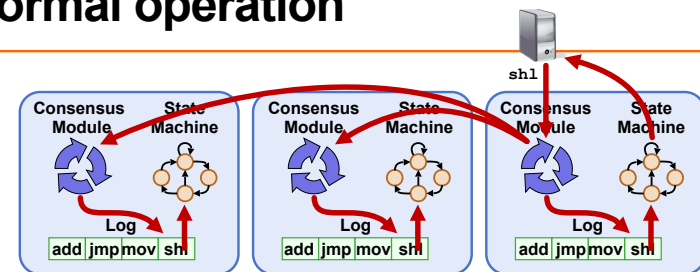 ormal operation
shl
Consensus Module
State Machine
Consensus Module
State Machine
Consensus Module
State Machine
Log
Log
Log
add jmp mov shl
add jmp mov shl
add jmp mov shl